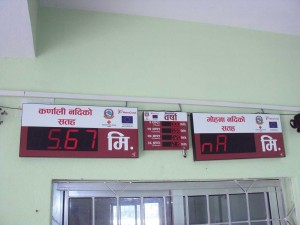 कर्णाली नदिको
सतह
5.67 मि.
वर्षा
मोहना नदिको
सतह
nA मि.